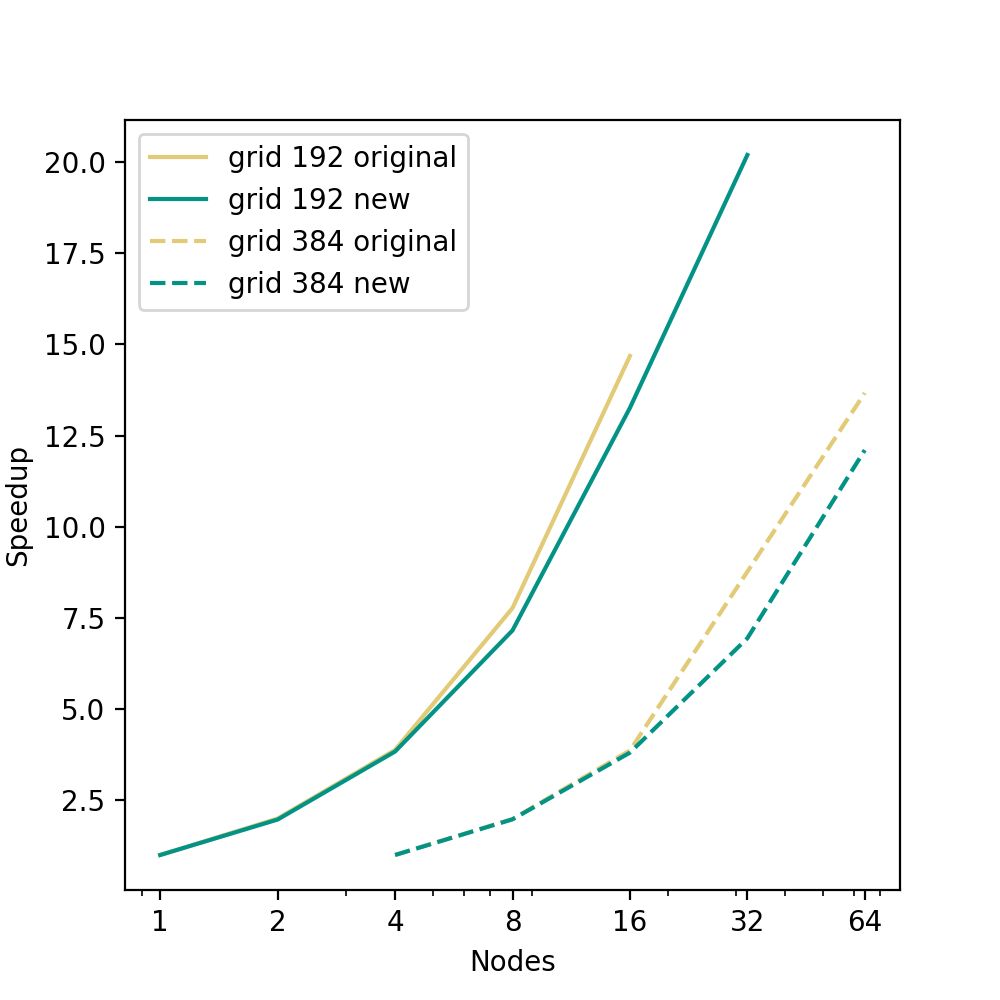 grid 192 original
grid 192 new
grid 384 original
grid 384 new
20.0
17.5
15.0
12.5
10.0
7.5
5.0
2.5
Speedup
1 2 4 8 16 32 64
Nodes